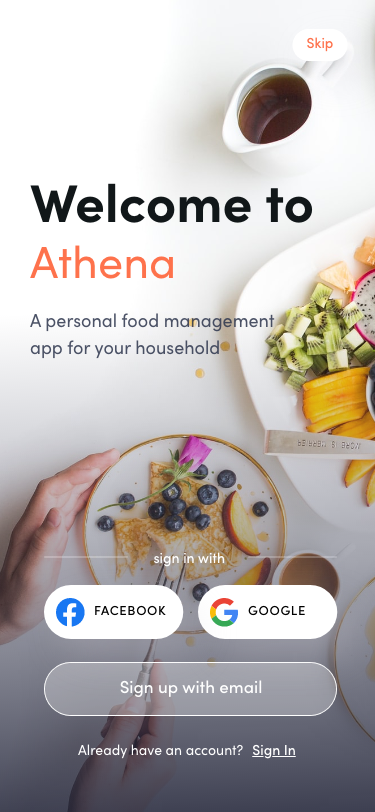 Skip
Welcome to
Athena
A personal food management
app for your household
sign in with
FACEBOOK
GOOGLE
Sign up with email
Already have an account? Sign In